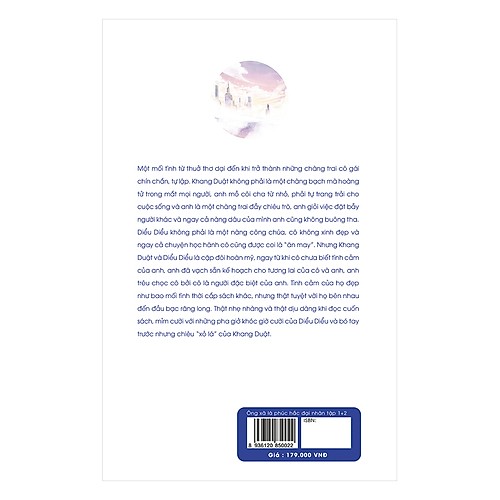 Một mối tình từ thuở thơ dại đến khi trở thành những chàng trai cô gái
chín chắn, tự lập. Khang Duật không phải là một chàng bạch mã hoàng
tử trong mắt mọi người, anh mồ côi cha từ nhỏ, phải tự trang trải cho
cuộc sống và anh là một chàng trai đầy chiêu trò, anh giỏi việc đặt bẫy
người khác và ngay cả nàng dâu của mình anh cũng không buông tha.
Diều Diều không phải là một nàng công chúa, cô không xinh đẹp và
ngay cả chuyện học hành cô cũng được coi là "ăn may". Nhưng Khang
Duật và Diều Diều là cặp đôi hoàn mỹ, ngay từ khi cô chưa biết tình cảm
của anh, anh đã vạch sẵn kế hoạch cho tương lai của cô và anh, anh
trêu chọc cô bởi cô là người đặc biệt của anh. Tình cảm của họ đẹp
như bao mối tình thời cắp sách khác, nhưng thật tuyệt vời họ bên nhau
đến đầu bạc răng long. Thật nhẹ nhàng và thật dịu dàng khi đọc cuốn
sách, mỉm cười với những pha giở khóc giở cười của Diều Diều và bó tay
trước nhưng chiêu "xỏ lá" của Khang Duật.
Ông xã là phúc hắc đại nhân tập 1+2
ISBN:
8 936120 850022
Giá : 179.000 VNĐ